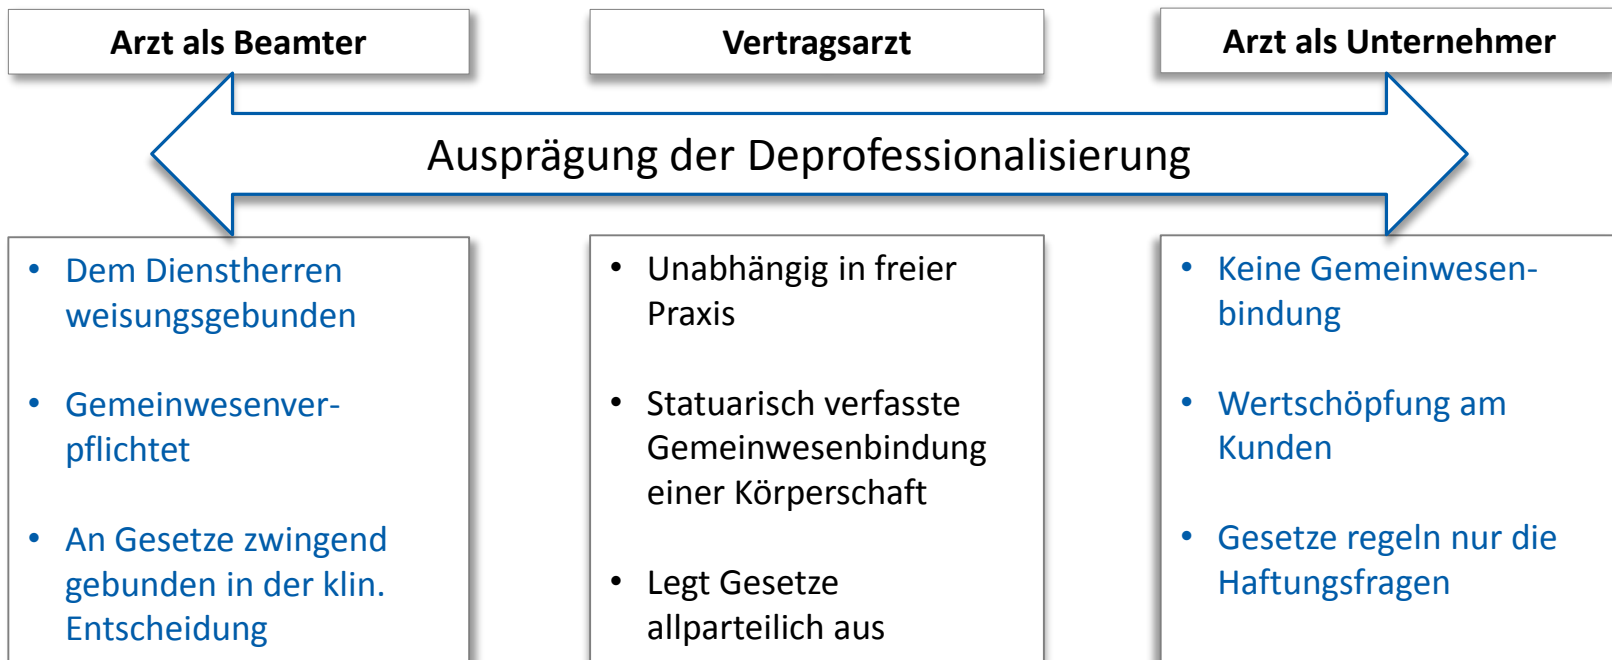 Arzt als Beamter
Vertragsarzt
Arzt als Unternehmer
Ausprägung der Deprofessionalisierung
• Dem Dienstherren
weisungsgebunden
• Gemeinwesenver-
pflichtet
• An Gesetze zwingend
gebunden in der klin.
Entscheidung
• Unabhängig in freier
Praxis
• Statuarisch verfasste
Gemeinwesenbindung
einer Körperschaft
• Legt Gesetze
allparteilich aus
• Keine Gemeinwesen-
bindung
• Wertschöpfung am
Kunden
• Gesetze regeln nur die
Haftungsfragen